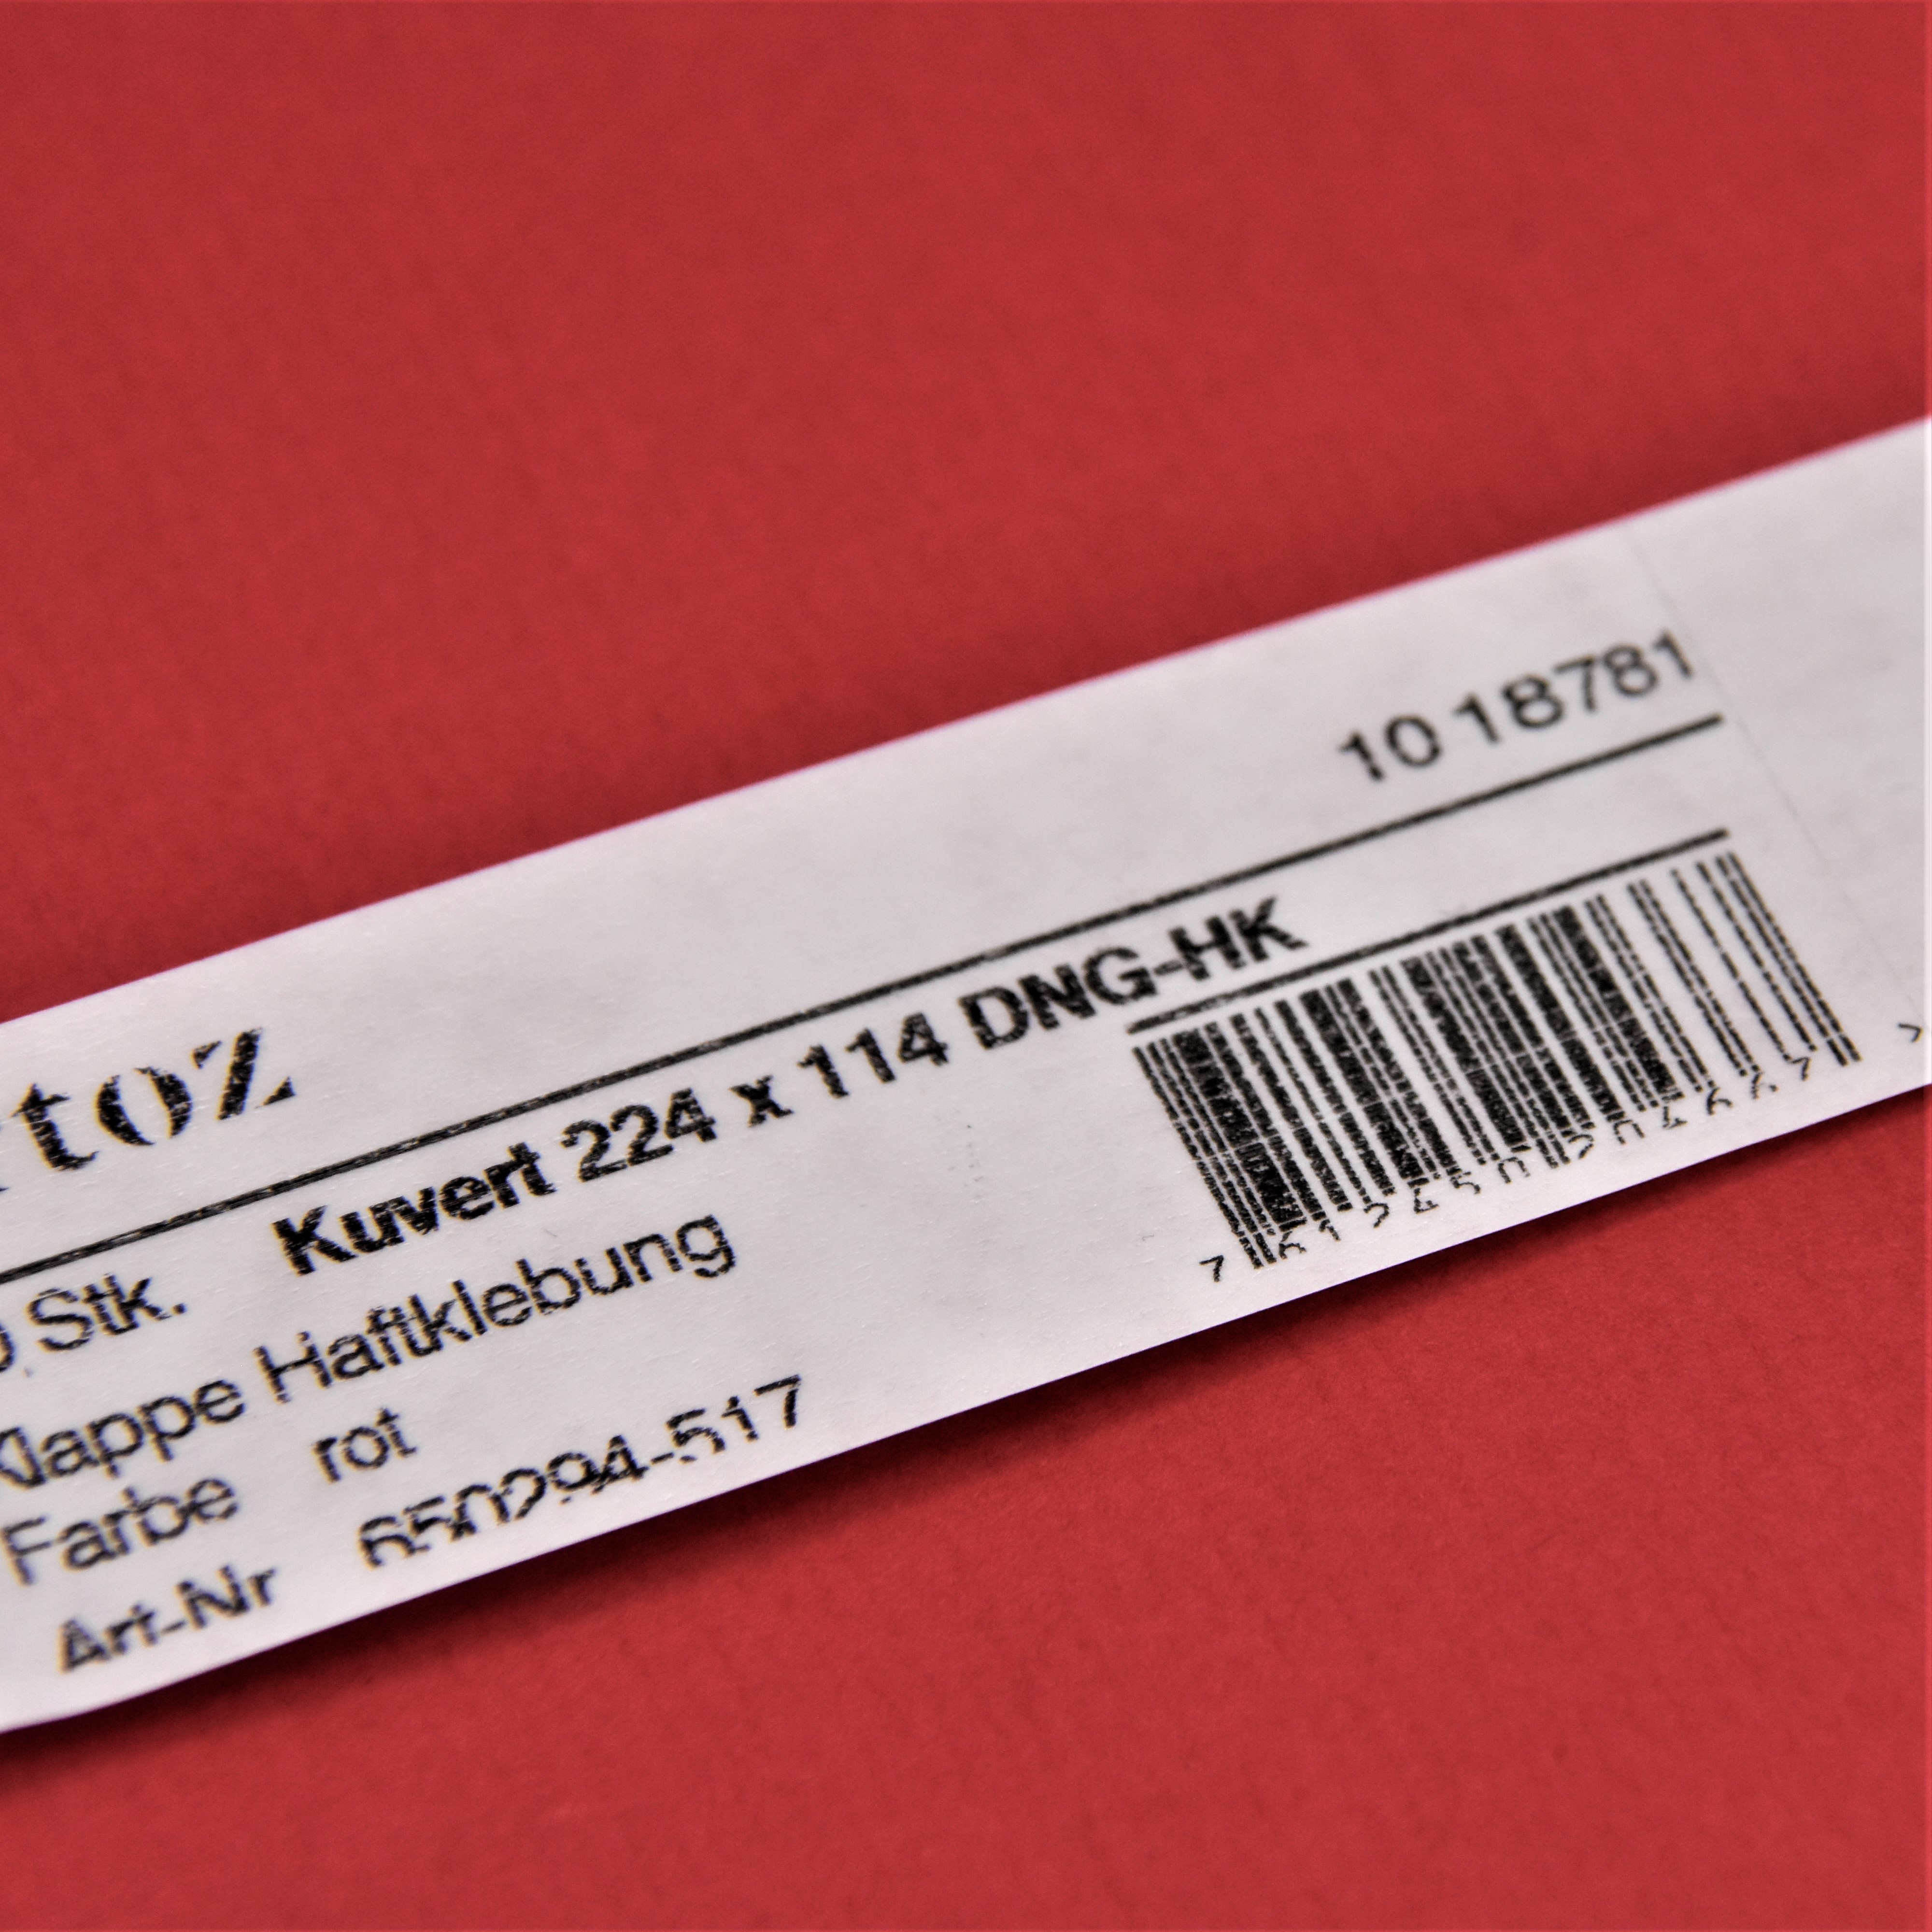 10 18781
toz
Stk. Kuvert 224 x 114 DNG-HK
Klappe Haftklebung
Farbe rot
Art-Nr 650294-517